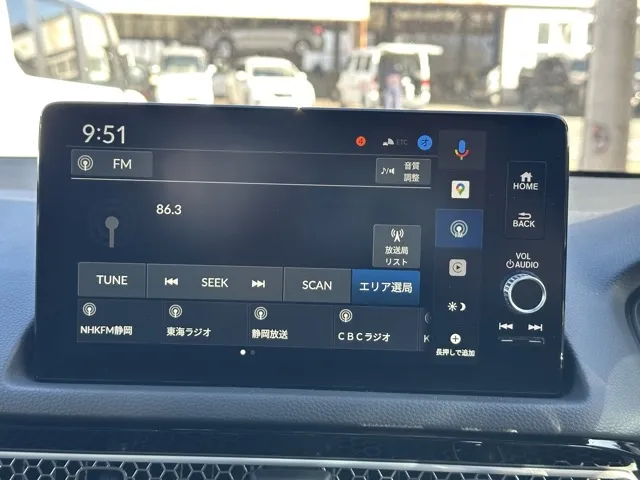 9:51
4
ETC
オ
FM
音質
調整
HOME
86.3
BACK
放送局
リスト
VOL
AUDIO
TUNE
SEEK
SCAN
エリア選局
NHKFM静岡
東海ラジオ
静岡放送
CBCラジオ
K
長押しで追加